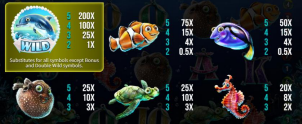 WILD
5 200X
4 100X
3 25X
2 1X
Substitutes for all symbols except Bonus
and Double Wild symbols.
5 75X
4 15X
3 4X
2 0.5X
5 50X
4 15X
3 4X
2 0.5X
5 25X
4 10X
3 3X
5 25X
4 10X
3 2X
5 20X
4 8X
3 2X